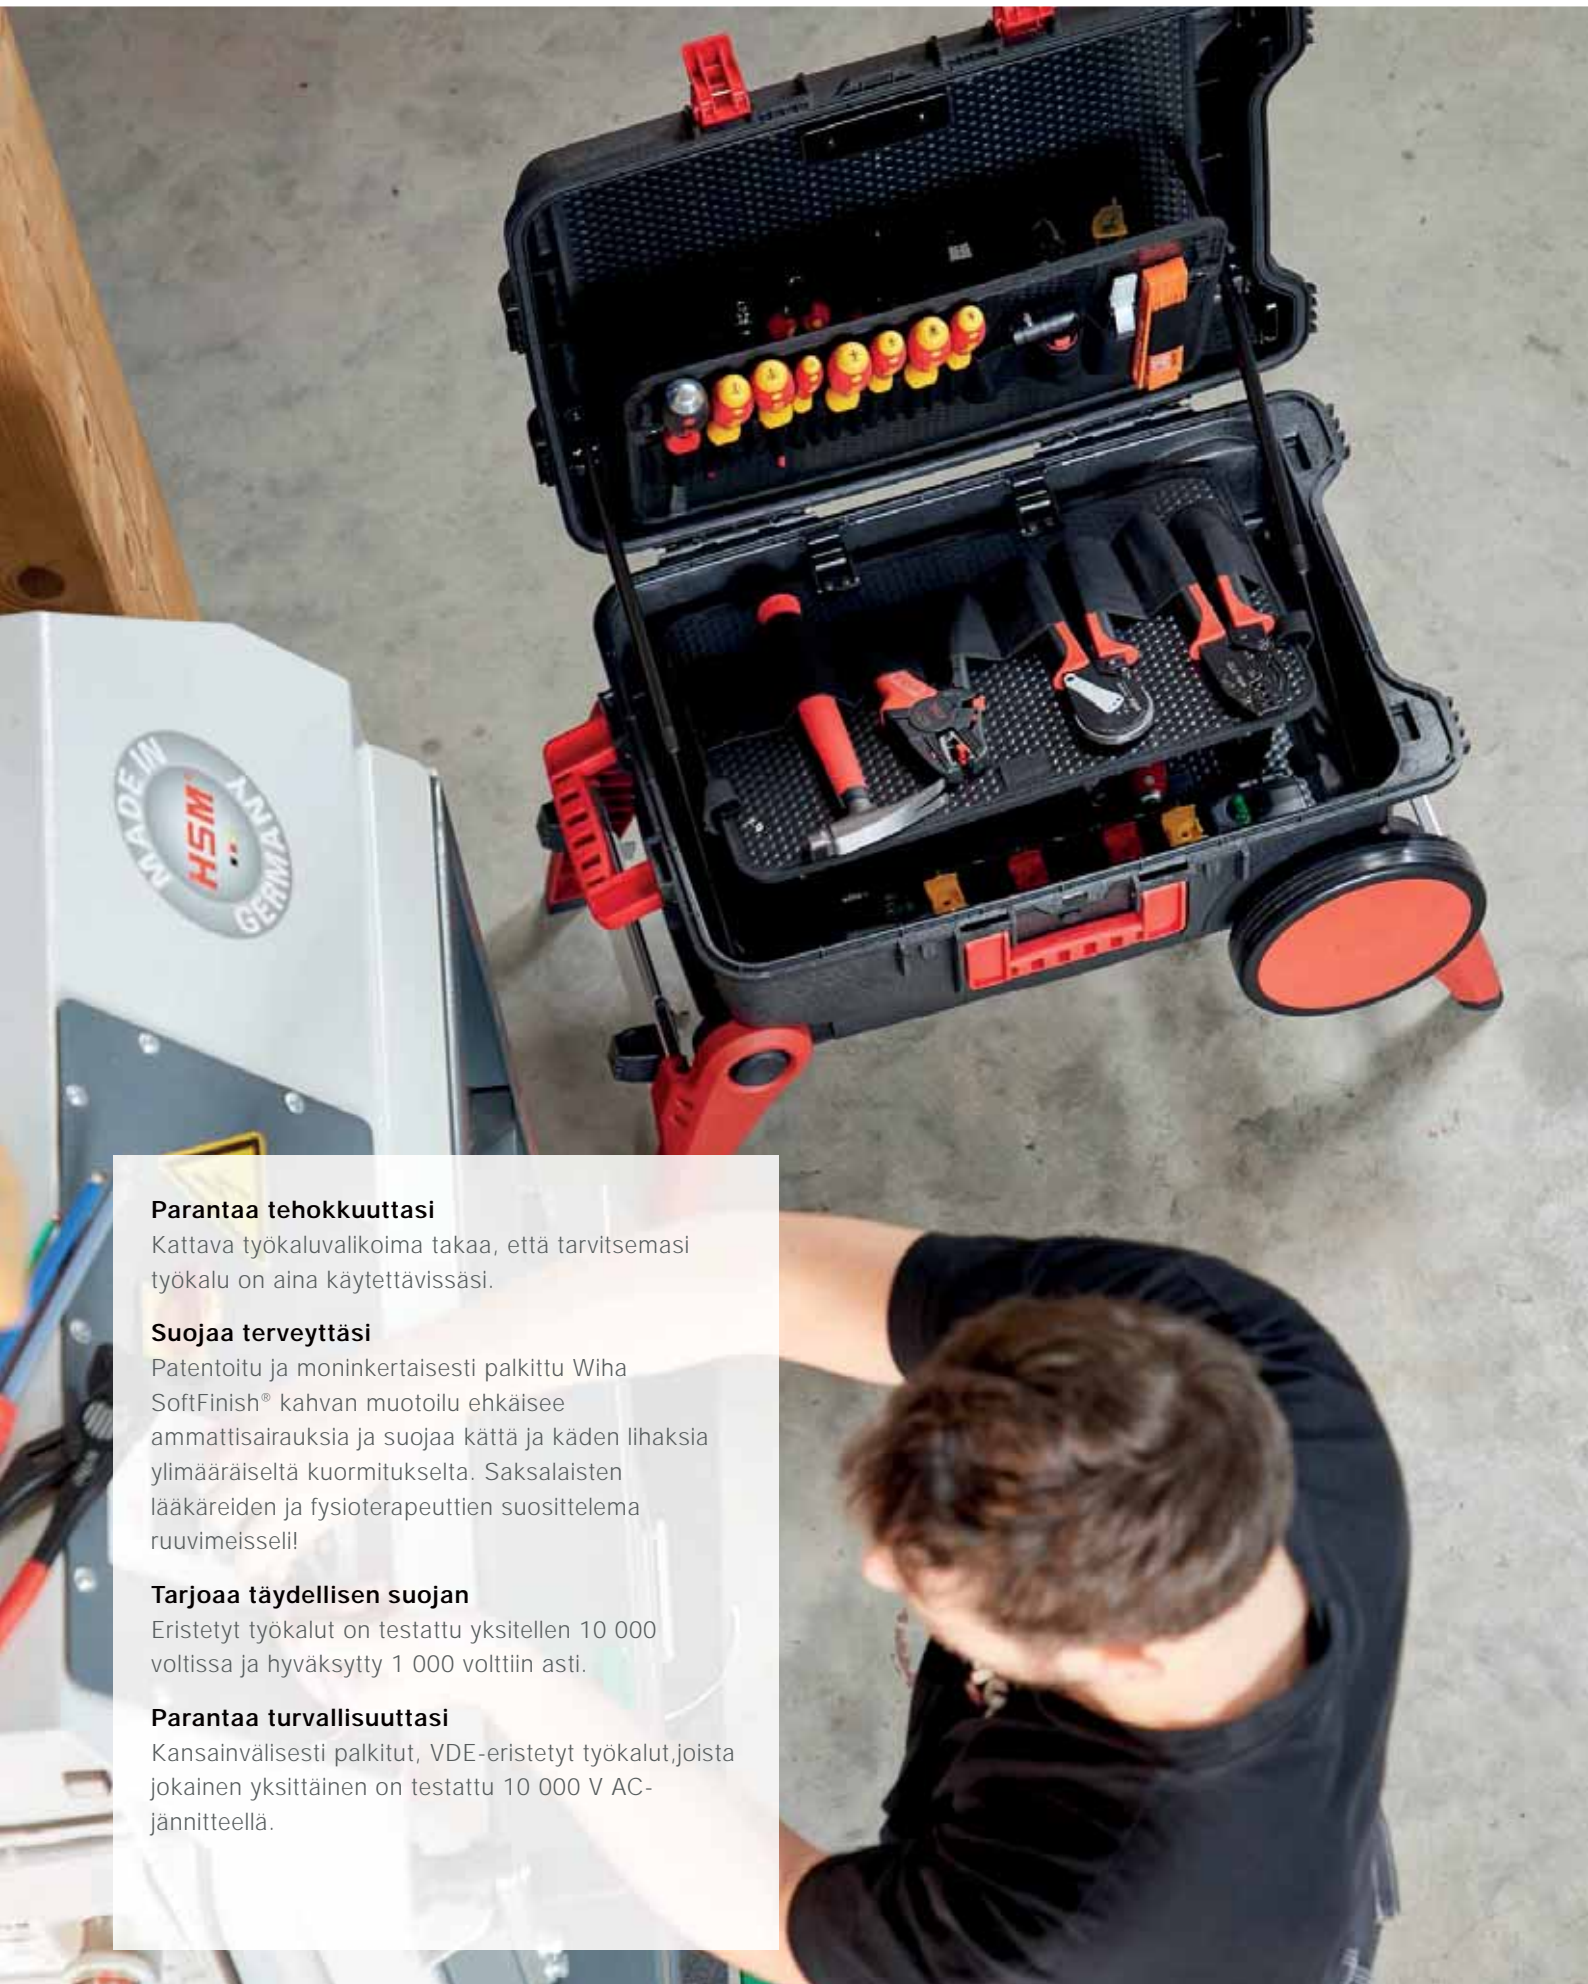 MADE IN
HSM
GERMANY
Parantaa tehokkuuttasi
Kattava työkaluvalikoima takaa, että tarvitsemasi
työkalu on aina käytettävissäsi.
Suojaa terveyttäsi
Patentoitu ja moninkertaisesti palkittu Wiha
SoftFinish® kahvan muotoilu ehkäisee
ammattisairauksia ja suojaa kättä ja käden lihaksia
ylimääräiseltä kuormitukselta. Saksalaisten
lääkäreiden ja fysioterapeuttien suosittelema
ruuvimeisseli!
Tarjoaa täydellisen suojan
Eristetyt työkalut on testattu yksitellen 10 000
voltissa ja hyväksytty 1 000 volttiin asti.
Parantaa turvallisuuttasi
Kansainvälisesti palkitut, VDE-eristetyt työkalut,joista
jokainen yksittäinen on testattu 10 000 V AC-
jännitteellä.